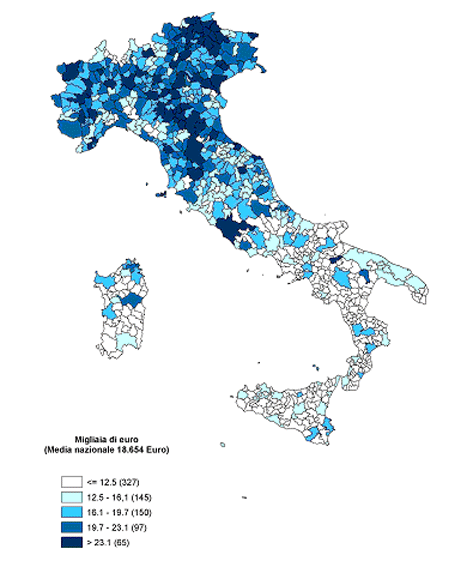 Migliaia di euro
(Media nazionale 18.654 Euro)
<= 12.5 (327)
12.5 - 16,1 (145)
16.1 - 19.7 (150)
19.7 - 23.1 (97)
> 23.1 (65)